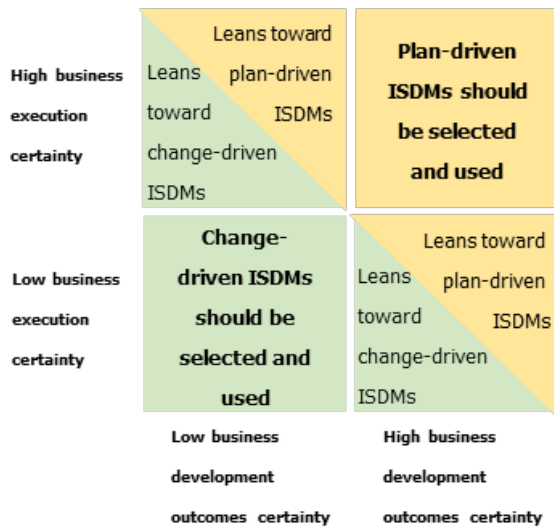 High business
execution
certainty
Leans toward
plan-driven
ISDMs
Leans
toward
change-driven
ISDMs
Plan-driven
ISDMs should
be selected
and used
Low business
execution
certainty
Change-
driven ISDMs
should be
selected and
used
Leans toward
plan-driven
ISDMs
Leans
toward
change-driven
ISDMs
Low business
development
outcomes certainty
High business
development
outcomes certainty